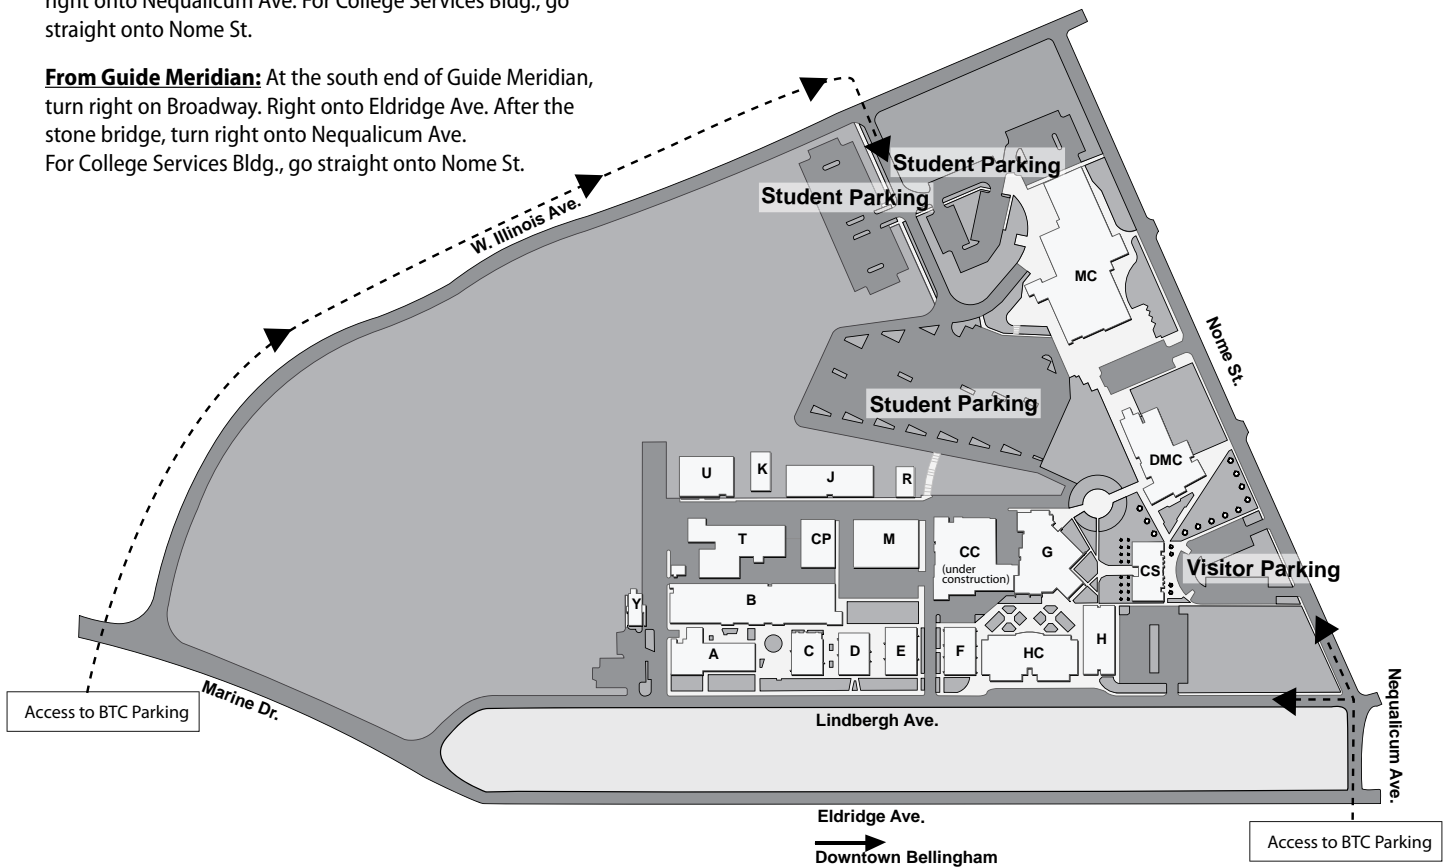 right onto Nequalicum Ave. For College Services Bldg., go
straight onto Nome St.
From Guide Meridian: At the south end of Guide Meridian,
turn right on Broadway. Right onto Eldridge Ave. After the
stone bridge, turn right onto Nequalicum Ave.
For College Services Bldg., go straight onto Nome St.
Student Parking
Student Parking
W. Illinois Ave.
MC
Nome St.
Student Parking
DMC
U
K
J
R
T
CP
M
CC
(under
construction)
G
CS
Visitor Parking
Y
B
A
C
D
E
F
HC
H
Access to BTC Parking
Marine Dr.
Lindbergh Ave.
Nequalicum Ave.
Eldridge Ave.
Downtown Bellingham
Access to BTC Parking